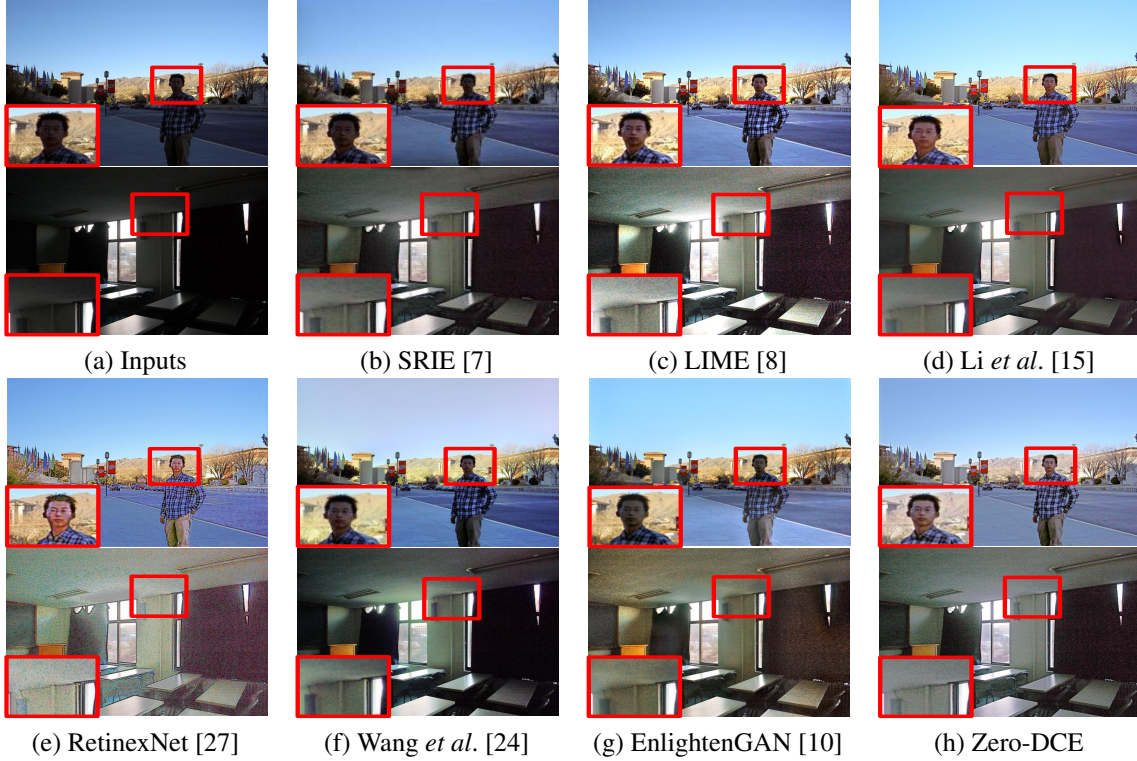 (a) Inputs
(b) SRIE [7]
(c) LIME [8]
(d) Li et al. [15]
(e) RetinexNet [27]
(f) Wang et al. [24]
(g) EnlightenGAN [10]
(h) Zero-DCE